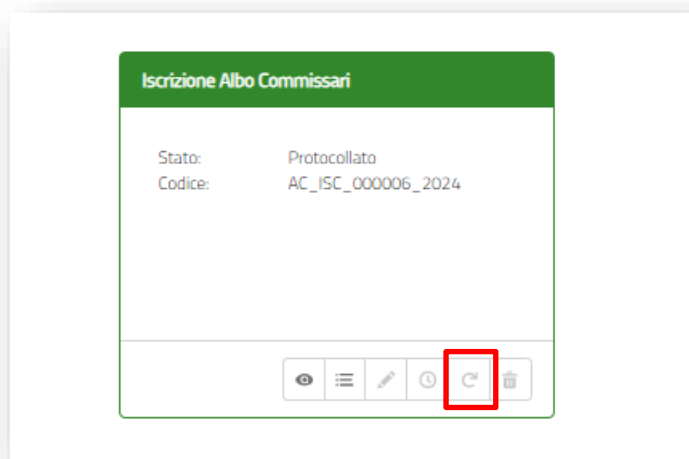 Iscrizione Albo Commissari
Stato: Protocollato
Codice: AC_ISC_000006_2024